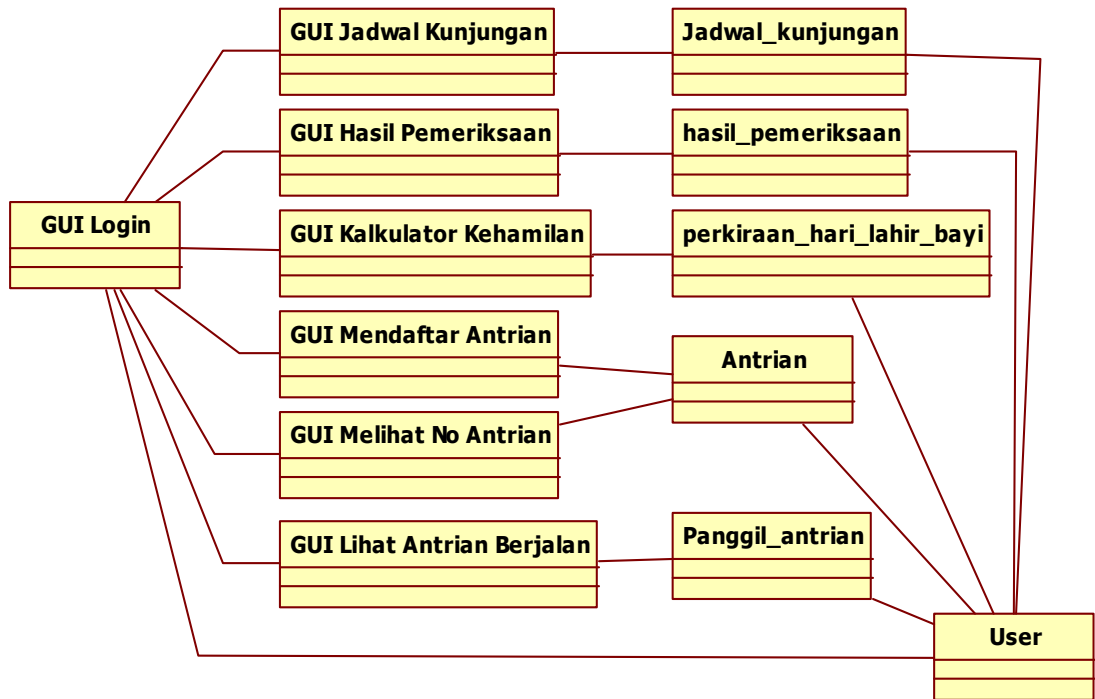 GUI Jadwal Kunjungan
Jadwal_kunjungan
GUI Hasil Pemeriksaan
hasil_pemeriksaan
GUI Login
GUI Kalkulator Kehamilan
perkiraan_hari_lahir_bayi
GUI Mendaftar Antrian
Antrian
GUI Melihat No Antrian
GUI Lihat Antrian Berjalan
Panggil_antrian
User